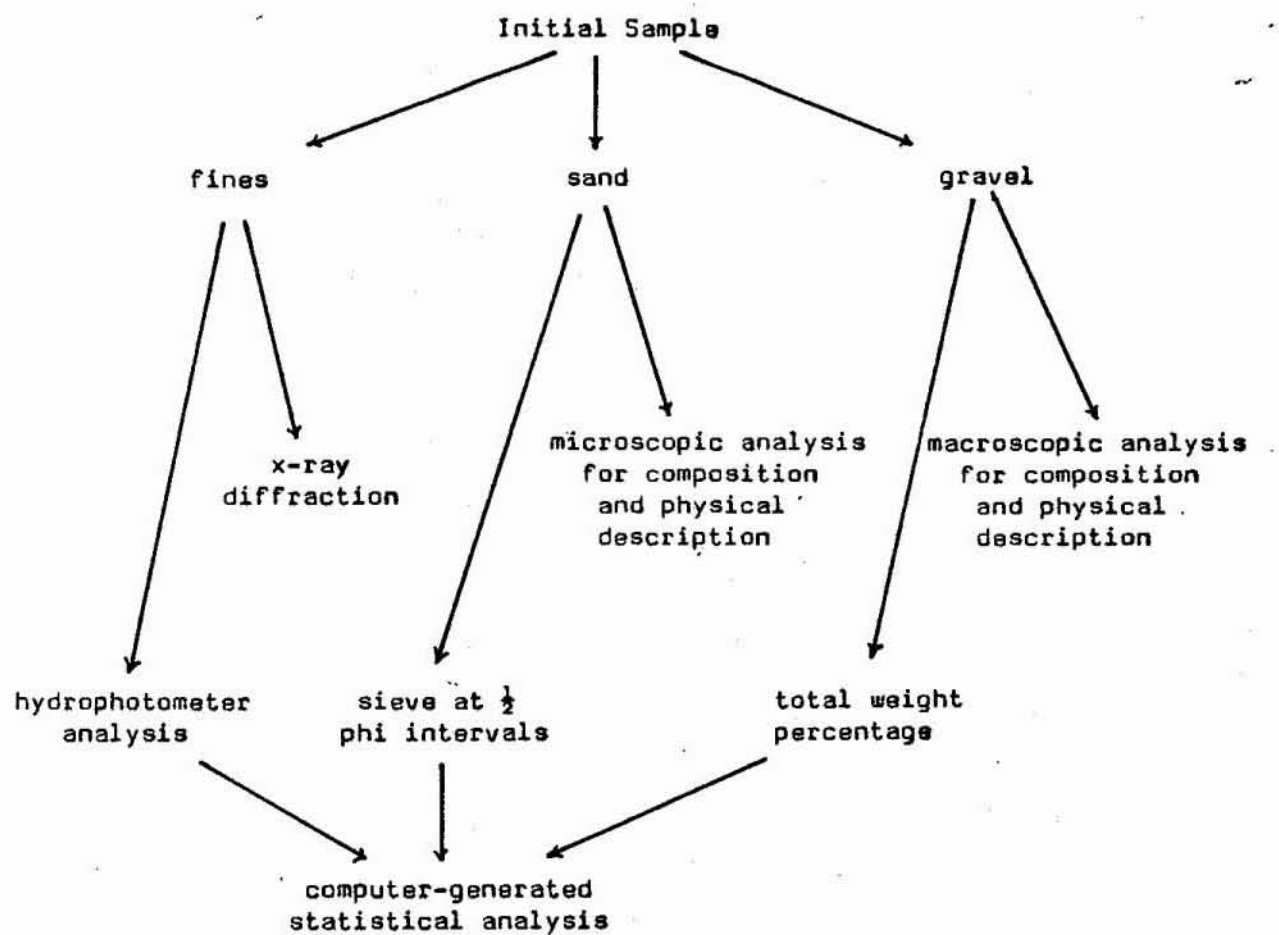 Initial Sample
fines
sand
gravel
x-ray
diffraction
microscopic analysis
for composition
and physical
description
macroscopic analysis
for composition
and physical
description
hydrophotometer
analysis
sieve at ½
phi intervals
total weight
percentage
computer-generated
statistical analysis